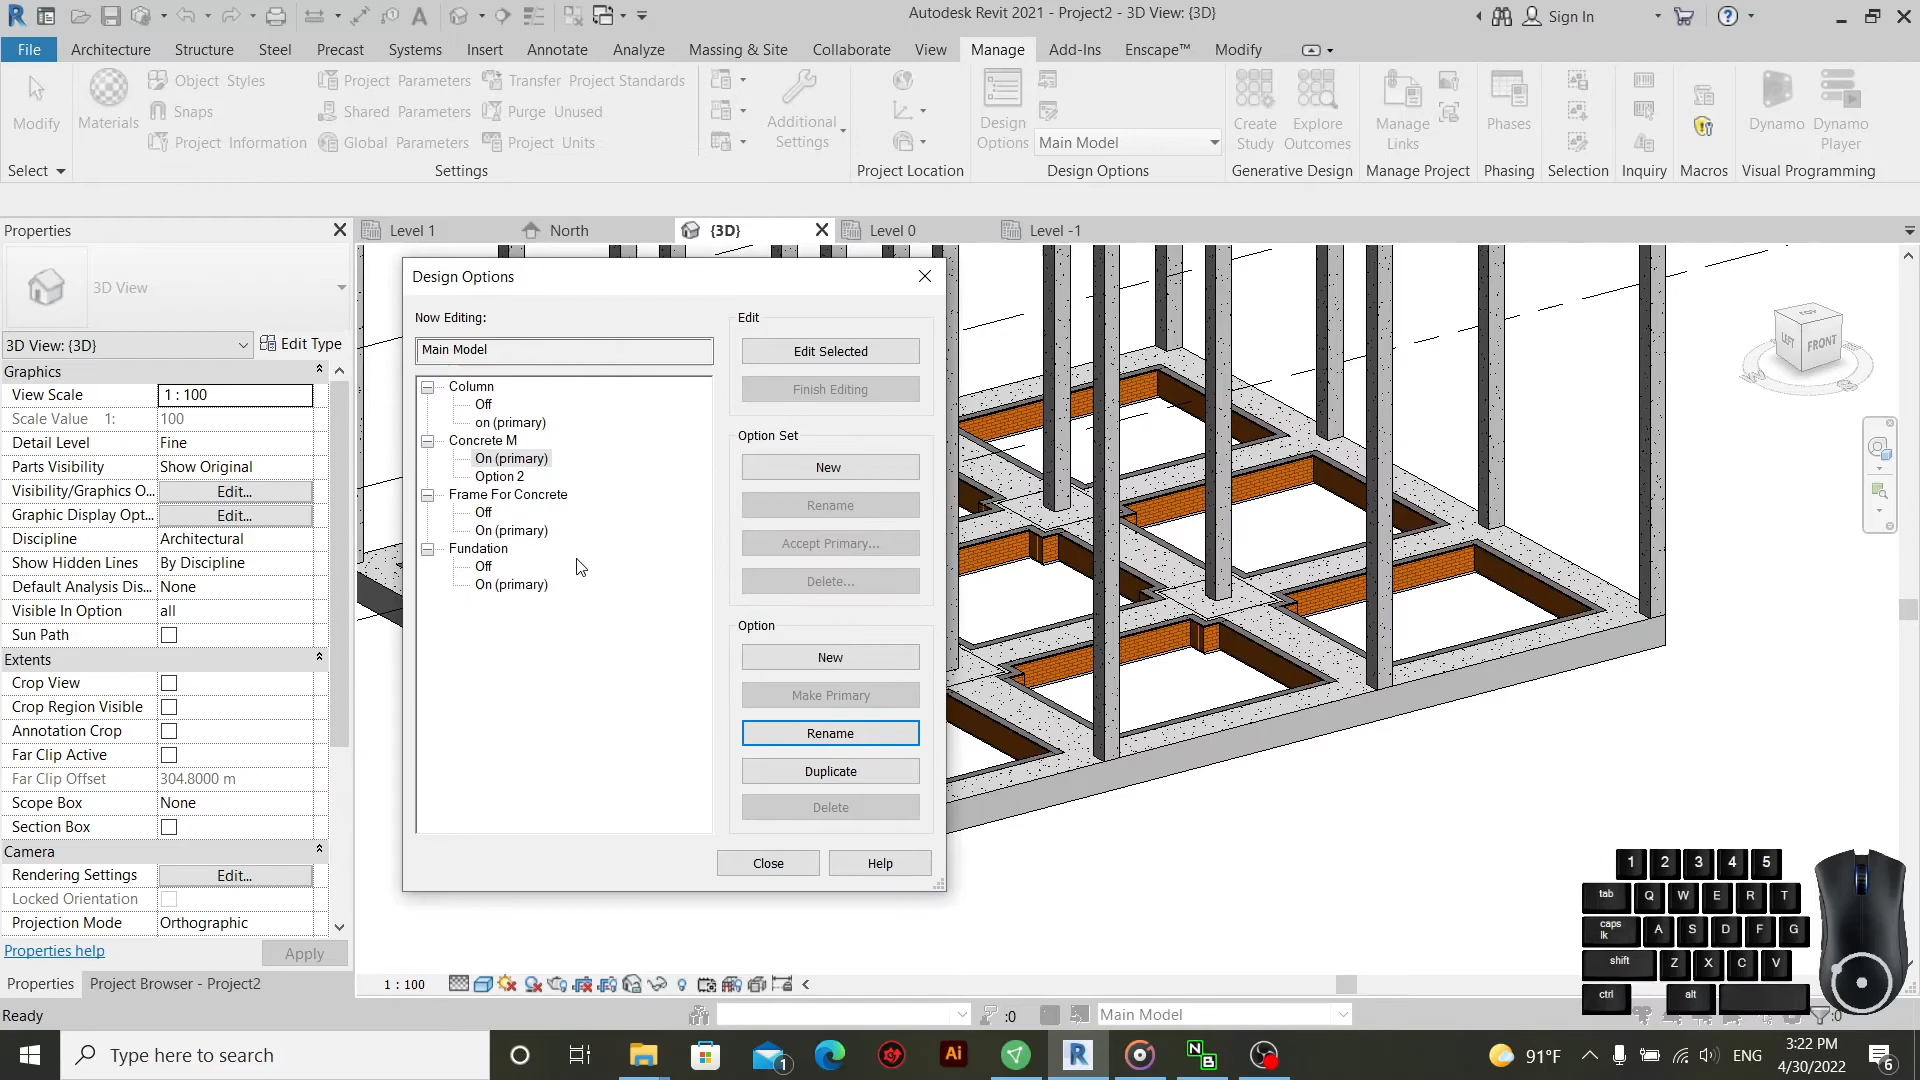 Autodesk Revit 2021 - Project2 - 3D View: {3D}
Sign In
File Architecture Structure Steel Precast Systems Insert Annotate Analyze Massing & Site Collaborate View Manage Add-Ins Enscape™ Modify
Modify
Materials
Object Styles
Snaps
Project Information
Project Parameters
Shared Parameters
Global Parameters
Transfer Project Standards
Purge Unused
Project Units
Additional
Settings
Design
Options
Main Model
Create
Study
Explore
Outcomes
Manage
Links
Phases
Dynamo
Dynamo
Player
Select Settings Project Location Design Options Generative Design Manage Project Phasing Selection Inquiry Macros Visual Programming
Properties
3D View
3D View: {3D}
Edit Type
Graphics
View Scale 1 : 100
Scale Value 1: 100
Detail Level Fine
Parts Visibility Show Original
Visibility/Graphics O... Edit...
Graphic Display Opt... Edit...
Discipline Architectural
Show Hidden Lines By Discipline
Default Analysis Dis... None
Visible In Option all
Sun Path
Extents
Crop View
Crop Region Visible
Annotation Crop
Far Clip Active
Far Clip Offset 304.8000 m
Scope Box None
Section Box
Camera
Rendering Settings Edit...
Locked Orientation
Projection Mode Orthographic
Properties help
Apply
Properties
Project Browser - Project2
Level 1
North
{3D}
Level 0
Level -1
Design Options
Now Editing:
Main Model
Column
Off
on (primary)
Concrete M
On (primary)
Option 2
Frame For Concrete
Off
On (primary)
Fundation
Off
On (primary)
Edit
Edit Selected
Finish Editing
Option Set
New
Rename
Accept Primary...
Delete...
Option
New
Make Primary
Rename
Duplicate
Delete
Close
Help
LEFT
FRONT
1 2 3 4 5
tab Q W E R T
caps
lk
A S D F G
shift Z X C V
ctrl alt
1 : 100
Ready
:0
Main Model
:0
Type here to search
1
Ai
R
N
B
91°F
ENG
3:22 PM
4/30/2022
6